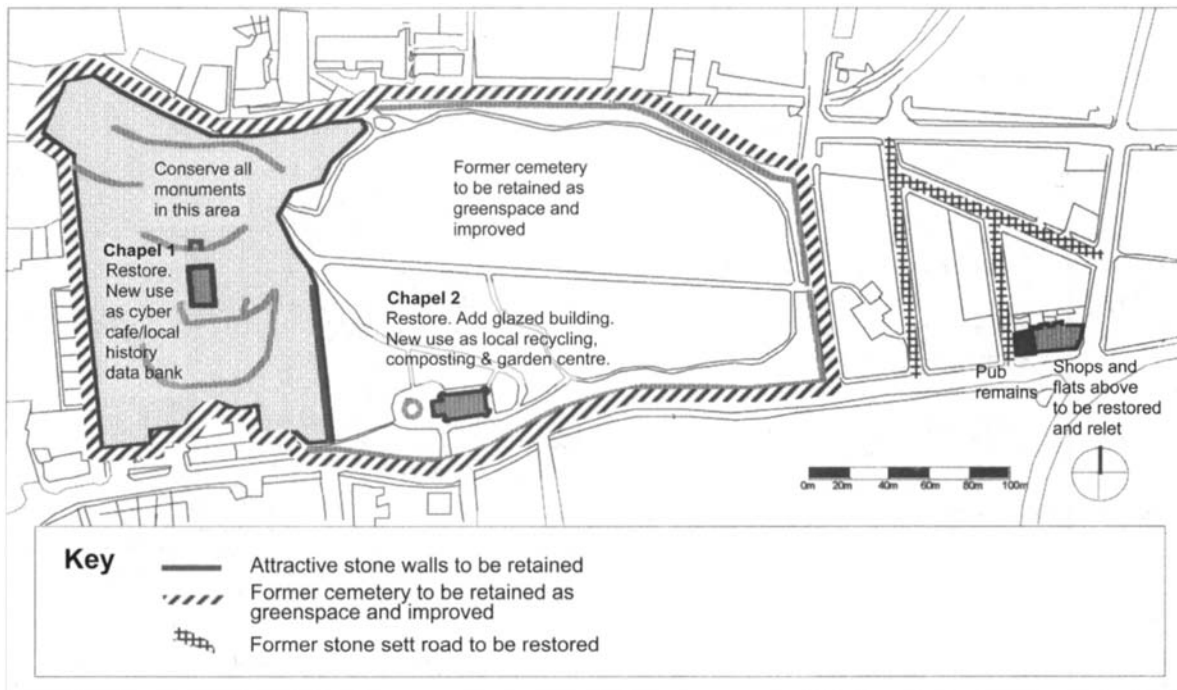 Conserve all
monuments
in this area
Former cemetery
to be retained as
greenspace and
improved
Chapel 1
Restore.
New use
as cyber
cafe/local
history
data bank
Chapel 2
Restore. Add glazed building.
New use as local recycling,
composting & garden centre.
Pub
remains
Shops and
flats above
to be restored
and relet
0m 20m 40m 60m 80m 100m
Key
Attractive stone walls to be retained
Former cemetery to be retained as
greenspace and improved
Former stone sett road to be restored